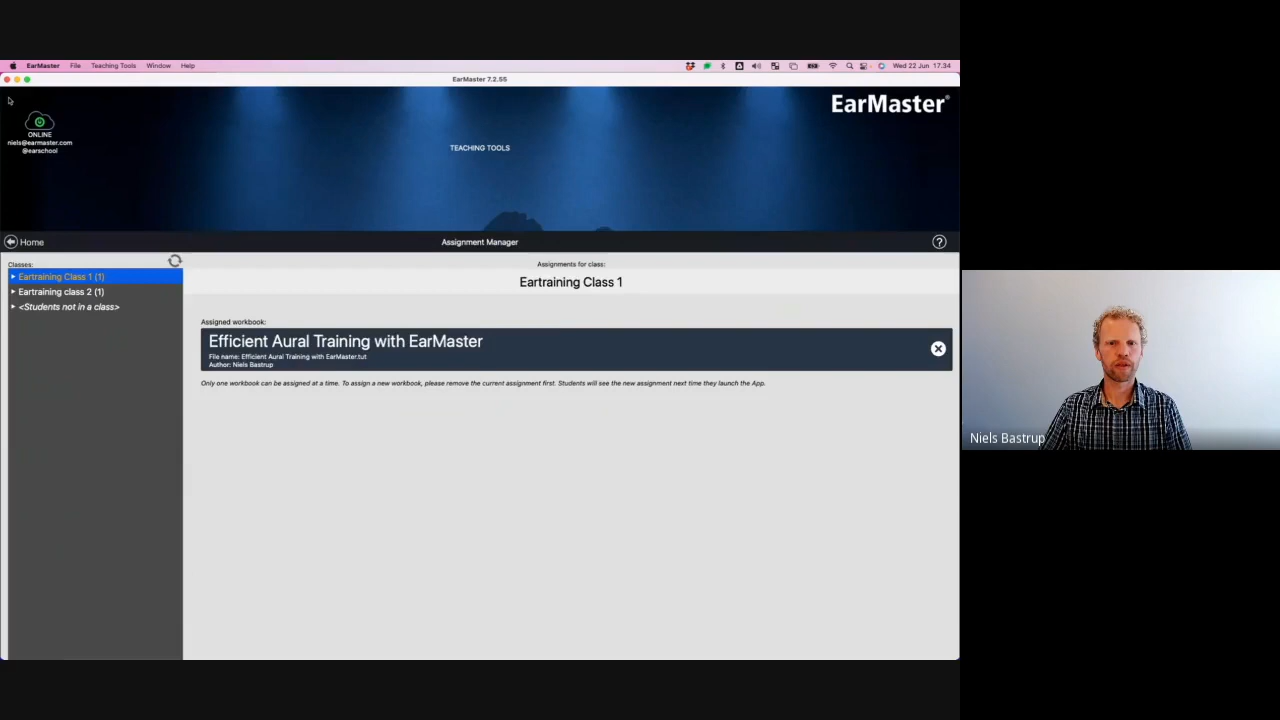 EarMaster File Teaching Tools Window Help
Wed 22 Jun 17.34
EarMaster 7.2.55
EarMaster®
ONLINE
niels@earmaster.com
@earschool
TEACHING TOOLS
Home
Assignment Manager
?
Classes:
Eartraining Class 1 (1)
Eartraining class 2 (1)
<Students not in a class>
Assignments for class:
Eartraining Class 1
Assigned workbook:
Efficient Aural Training with EarMaster
File name: Efficient Aural Training with EarMaster.tut
Author: Niels Bastrup
Only one workbook can be assigned at a time. To assign a new workbook, please remove the current assignment first. Students will see the new assignment next time they launch the App.
Niels Bastrup